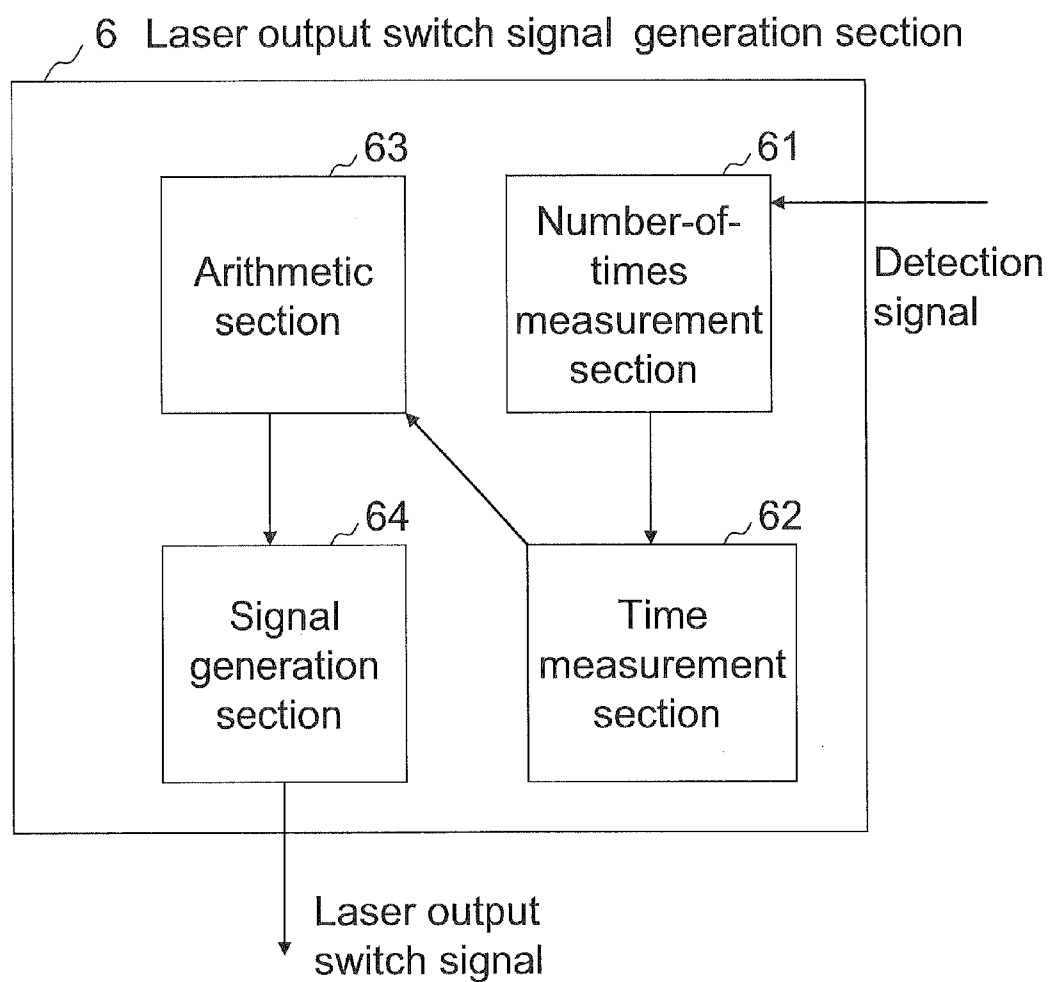 6 Laser output switch signal generation section
63
Arithmetic
section
61
Number-of-
times
measurement
section
Detection
signal
64
Signal
generation
section
62
Time
measurement
section
Laser output
switch signal